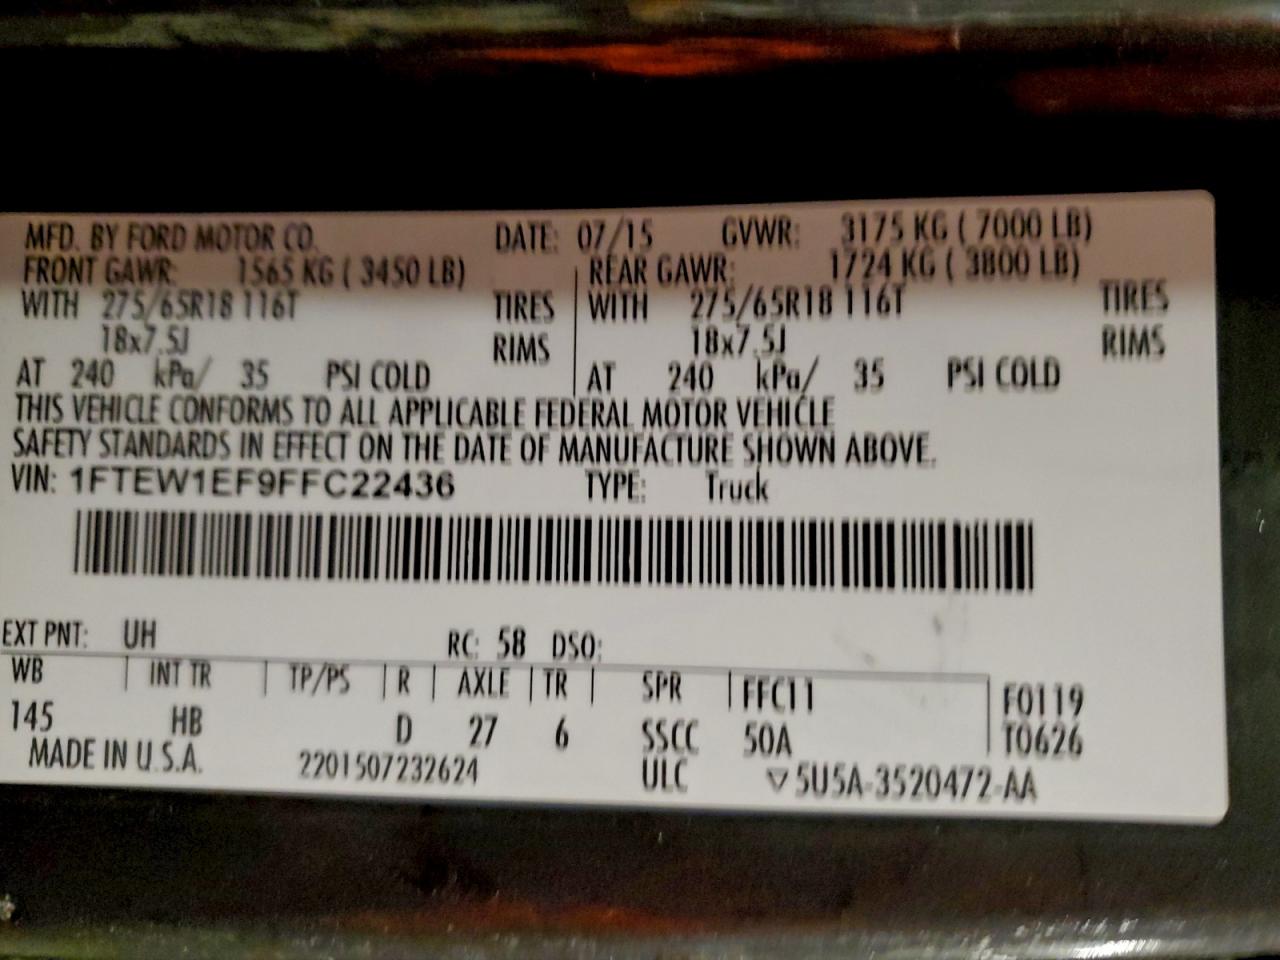 MFD. BY FORD MOTOR CO. DATE: 07/15 GVWR: 3175 KG ( 7000 LB)
FRONT GAWR: 1565 KG ( 3450 LB) REAR GAWR: 1724 KG ( 3800 LB)
WITH 275/65R18 116T TIRES WITH 275/65R18 116T TIRES
18x7.5J RIMS 18x7.5J RIMS
AT 240 kPa/ 35 PSI COLD AT 240 kPa/ 35 PSI COLD
THIS VEHICLE CONFORMS TO ALL APPLICABLE FEDERAL MOTOR VEHICLE
SAFETY STANDARDS IN EFFECT ON THE DATE OF MANUFACTURE SHOWN ABOVE.
VIN: 1FTEW1EF9FFC22436 TYPE: Truck
EXT PNT: UH RC: 58 DSO:
WB INT TR TP/PS R AXLE TR SPR FFC11 F0119
145 HB D 27 6 SSCC 50A T0626
MADE IN U.S.A. 2201507232624 ULC ▽5U5A-3520472-AA